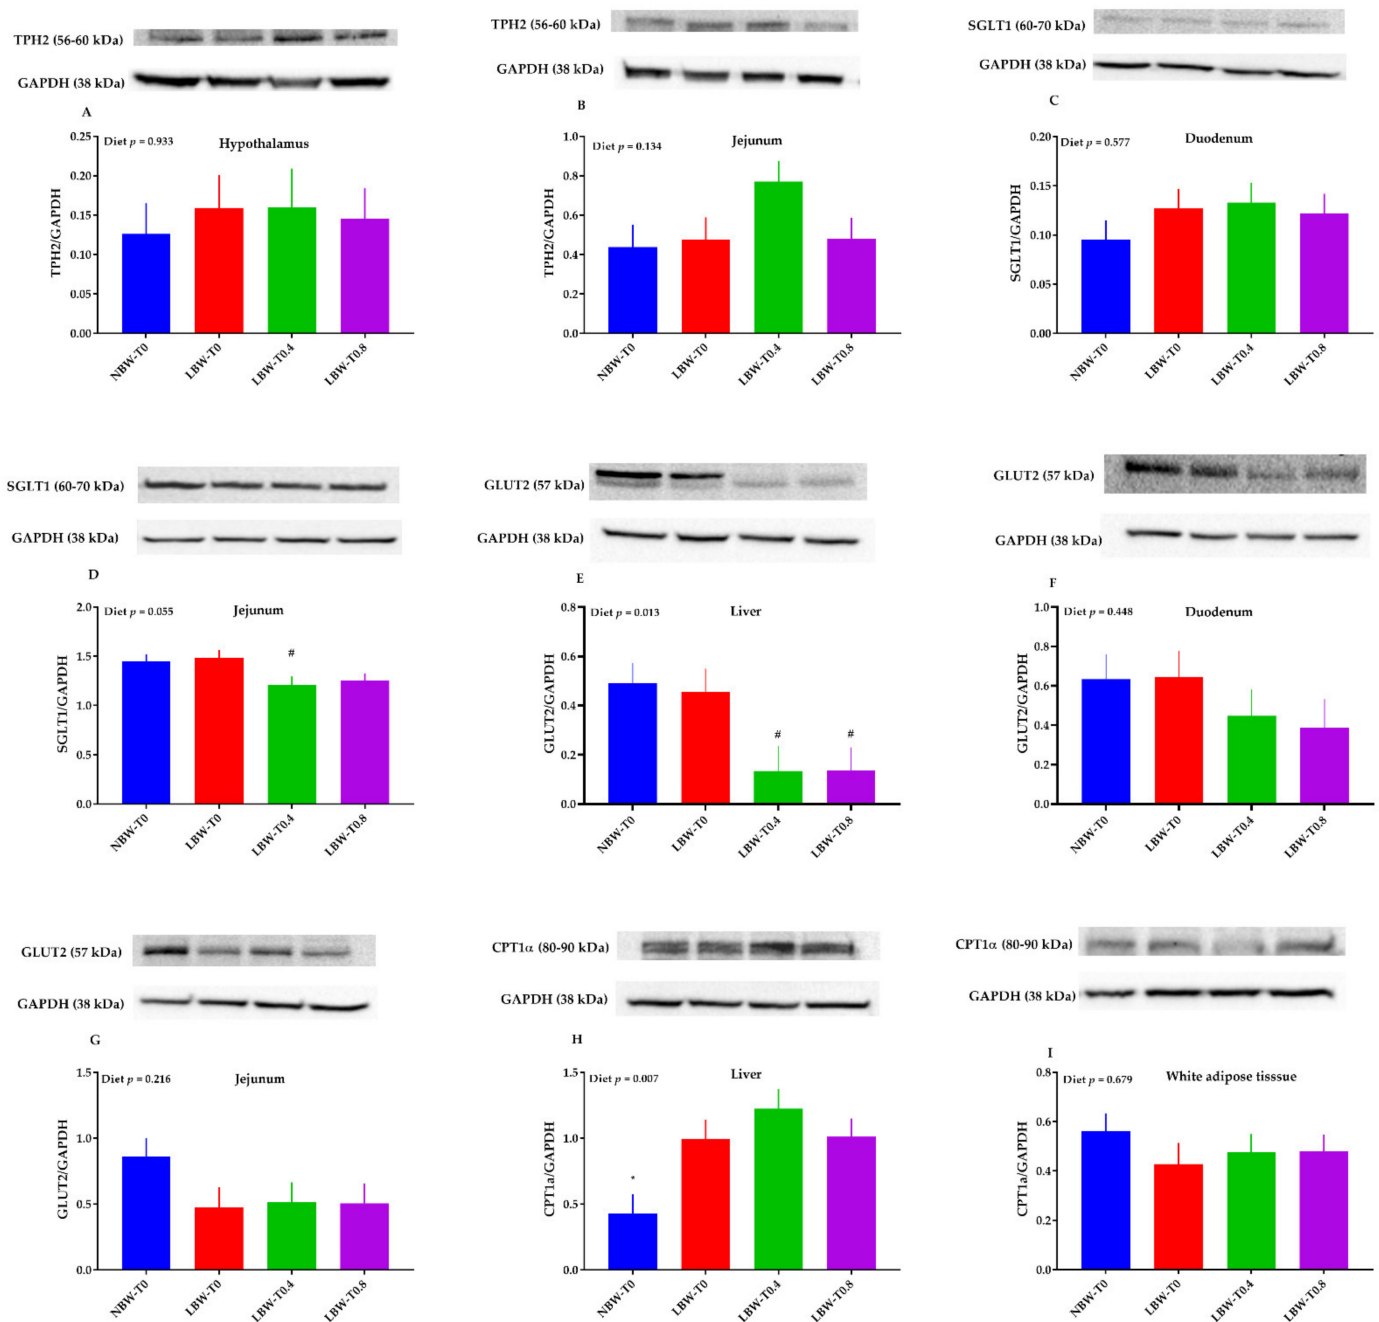 TPH2 (56-60 kDa)
GAPDH (38 kDa)
A
Diet p = 0.933
Hypothalamus
TPH2/GAPDH
0.25
0.20
0.15
0.10
0.05
0.00
NBW-T0
LBW-T0
LBW-T0.4
LBW-T0.8
TPH2 (56-60 kDa)
GAPDH (38 kDa)
B
Diet p = 0.134
Jejunum
TPH2/GAPDH
1.0
0.8
0.6
0.4
0.2
0.0
NBW-T0
LBW-T0
LBW-T0.4
LBW-T0.8
SGLT1 (60-70 kDa)
GAPDH (38 kDa)
C
Diet p = 0.577
Duodenum
SGLT1/GAPDH
0.20
0.15
0.10
0.05
0.00
NBW-T0
LBW-T0
LBW-T0.4
LBW-T0.8
SGLT1 (60-70 kDa)
GAPDH (38 kDa)
D
Diet p = 0.055
Jejunum
SGLT1/GAPDH
2.0
1.5
1.0
0.5
0.0
#
NBW-T0
LBW-T0
LBW-T0.4
LBW-T0.8
GLUT2 (57 kDa)
GAPDH (38 kDa)
E
Diet p = 0.013
Liver
GLUT2/GAPDH
0.8
0.6
0.4
0.2
0.0
# #
NBW-T0
LBW-T0
LBW-T0.4
LBW-T0.8
GLUT2 (57 kDa)
GAPDH (38 kDa)
F
Diet p = 0.448
Duodenum
GLUT2/GAPDH
1.0
0.8
0.6
0.4
0.2
0.0
NBW-T0
LBW-T0
LBW-T0.4
LBW-T0.8
GLUT2 (57 kDa)
GAPDH (38 kDa)
G
Diet p = 0.216
Jejunum
GLUT2/GAPDH
1.5
1.0
0.5
0.0
NBW-T0
LBW-T0
LBW-T0.4
LBW-T0.8
CPT1α (80-90 kDa)
GAPDH (38 kDa)
H
Diet p = 0.007
Liver
CPT1a/GAPDH
1.5
1.0
0.5
0.0
*
NBW-T0
LBW-T0
LBW-T0.4
LBW-T0.8
CPT1α (80-90 kDa)
GAPDH (38 kDa)
I
Diet p = 0.679
White adipose tisssue
CPT1a/GAPDH
0.8
0.6
0.4
0.2
0.0
NBW-T0
LBW-T0
LBW-T0.4
LBW-T0.8